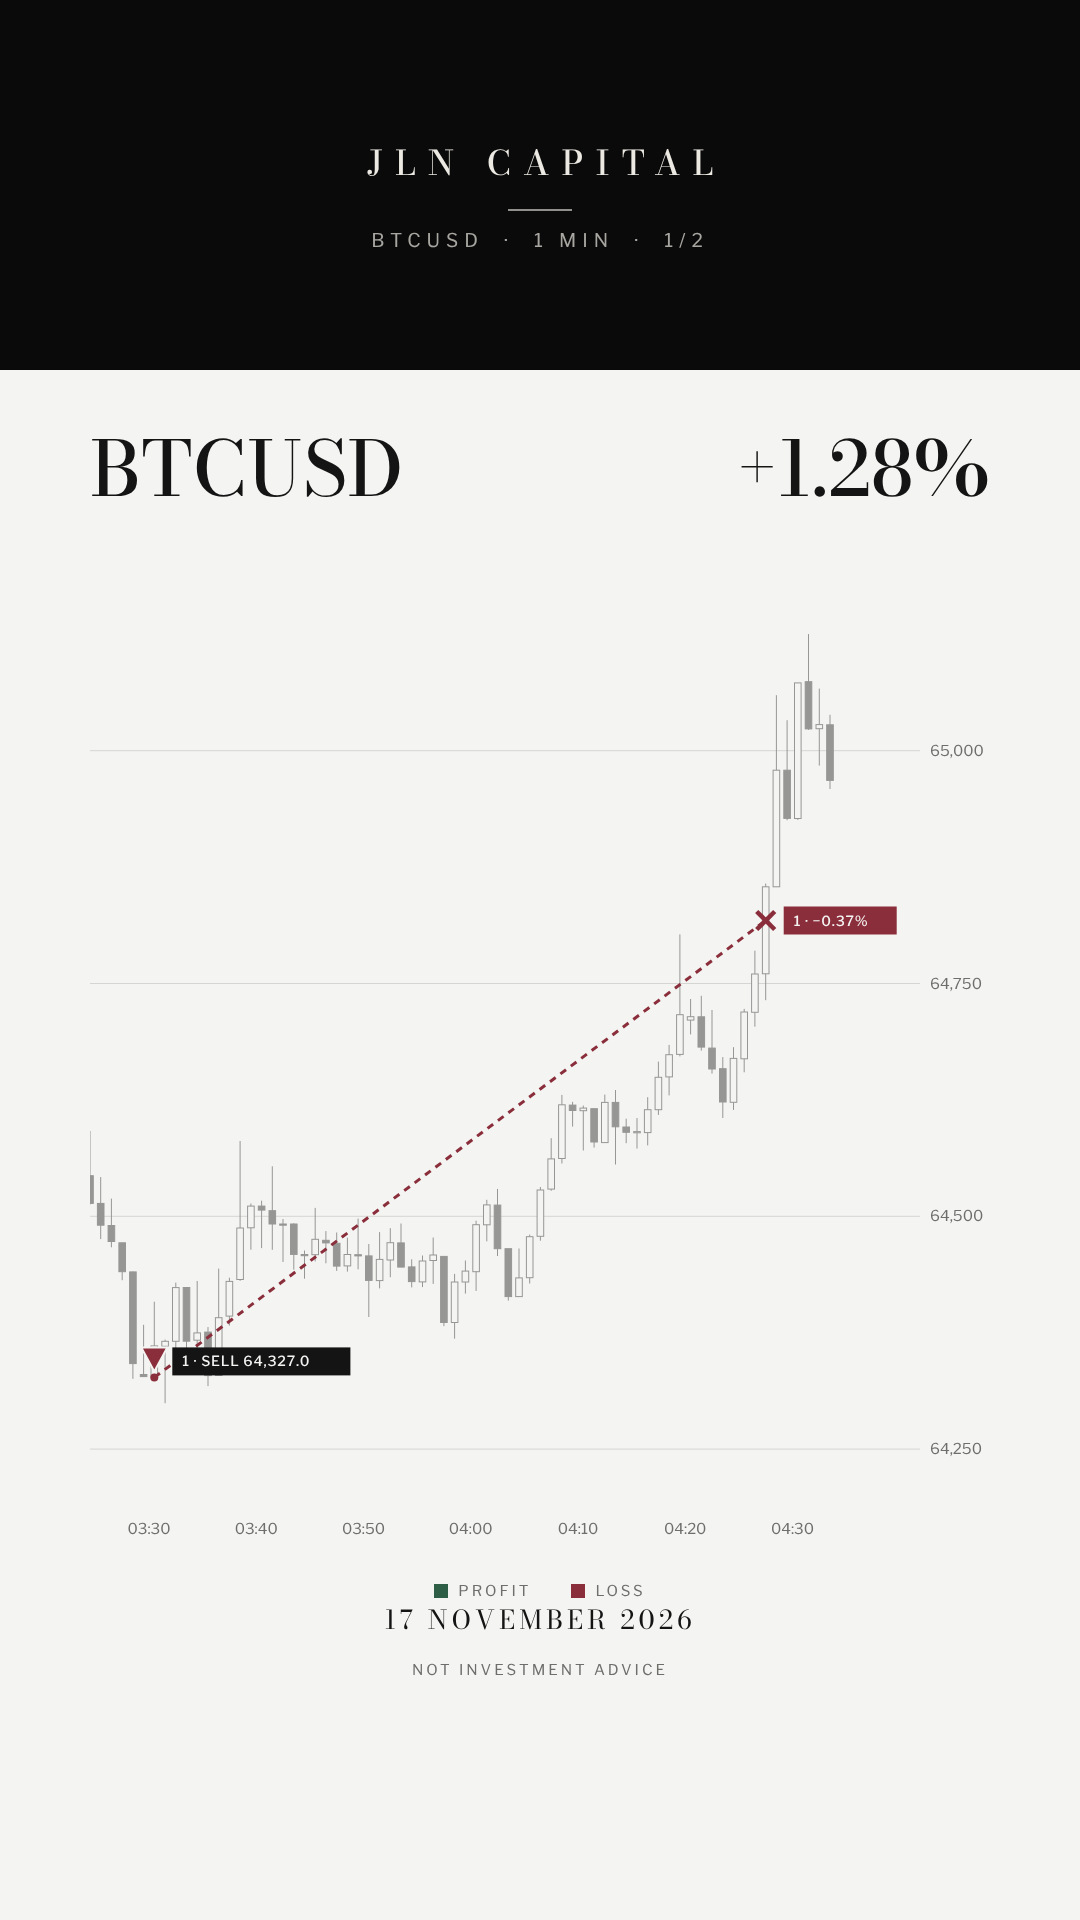 JLN CAPITAL
BTCUSD · 1 MIN · 1/2
BTCUSD +1.28%
65,000
1 · −0.37%
64,750
64,500
1 · SELL 64,327.0
64,250
03:30 03:40 03:50 04:00 04:10 04:20 04:30
PROFIT LOSS
17 NOVEMBER 2026
NOT INVESTMENT ADVICE